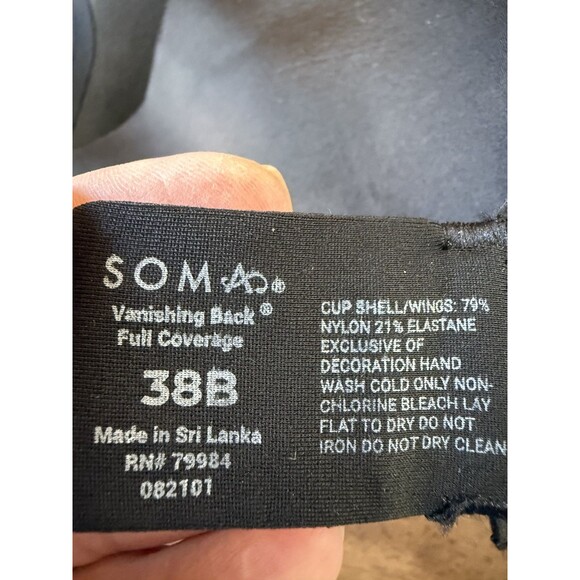 SOMA®
Vanishing Back®
Full Coverage
38B
Made in Sri Lanka
RN# 79984
082101
CUP SHELL/WINGS: 79%
NYLON 21% ELASTANE
EXCLUSIVE OF
DECORATION HAND
WASH COLD ONLY NON-
CHLORINE BLEACH LAY
FLAT TO DRY DO NOT
IRON DO NOT DRY CLEAN